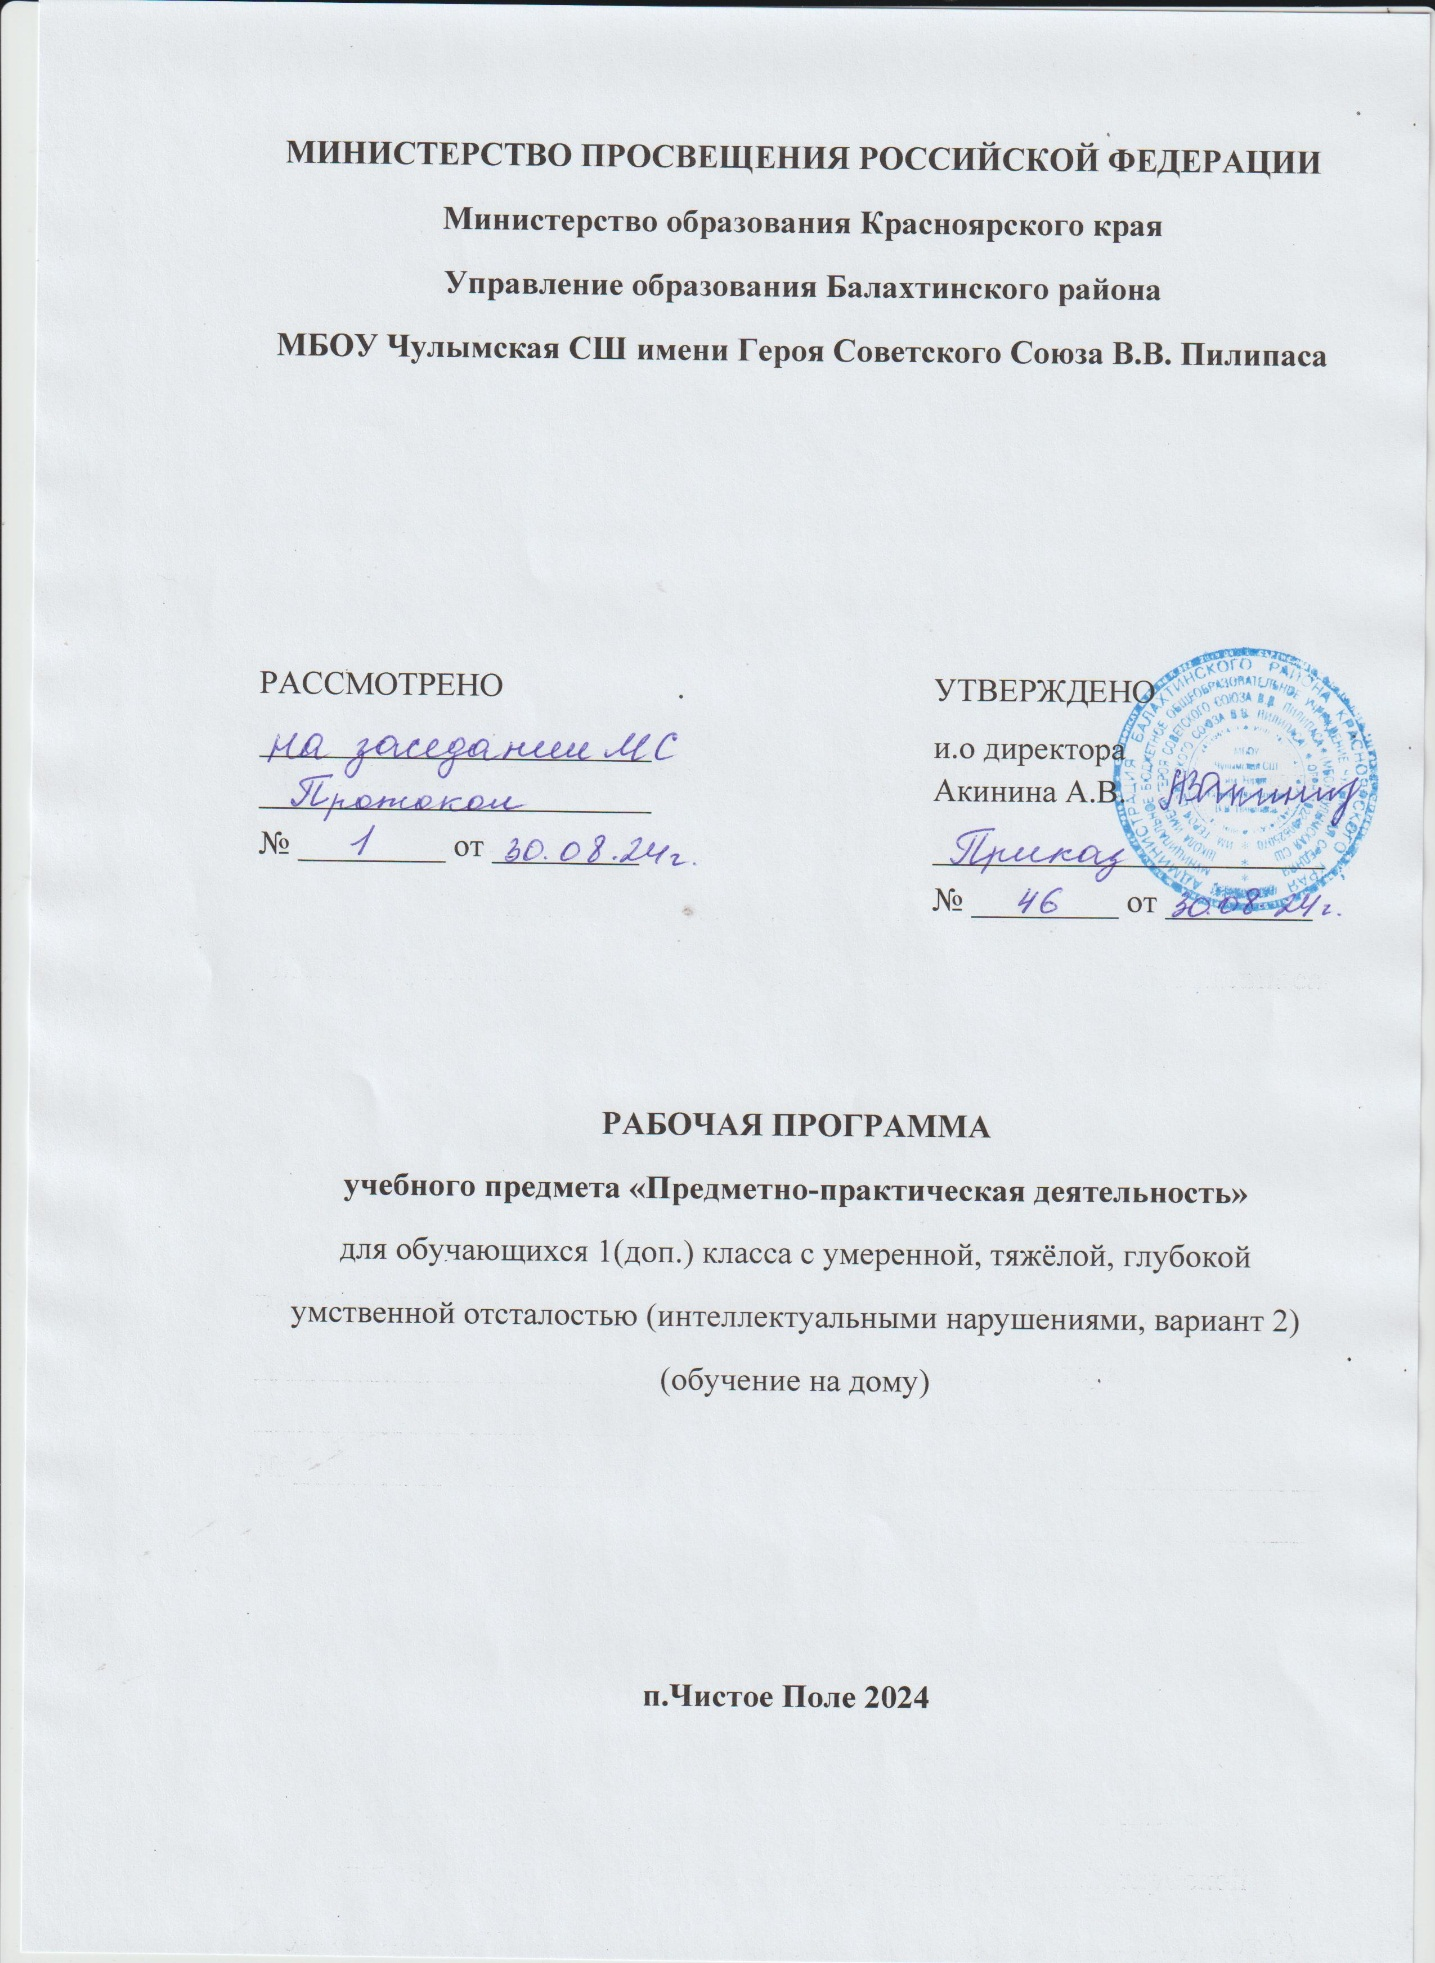 МИНИСТЕРСТВО ПРОСВЕЩЕНИЯ РОССИЙСКОЙ ФЕДЕРАЦИИ
Министерство образования Красноярского края
Управление образования Балахтинского района
МБОУ Чулымская СШ имени Героя Советского Союза В.В. Пилипаса
РАССМОТРЕНО
на заседании МС
Протокол
№ 1 от 30.08.24г.
УТВЕРЖДЕНО
и.о директора
Акинина А.В.
Приказ
№ 46 от 30.08.24г.
РАБОЧАЯ ПРОГРАММА
учебного предмета «Предметно-практическая деятельность»
для обучающихся 1(доп.) класса с умеренной, тяжёлой, глубокой
умственной отсталостью (интеллектуальными нарушениями, вариант 2)
(обучение на дому)
п.Чистое Поле 2024